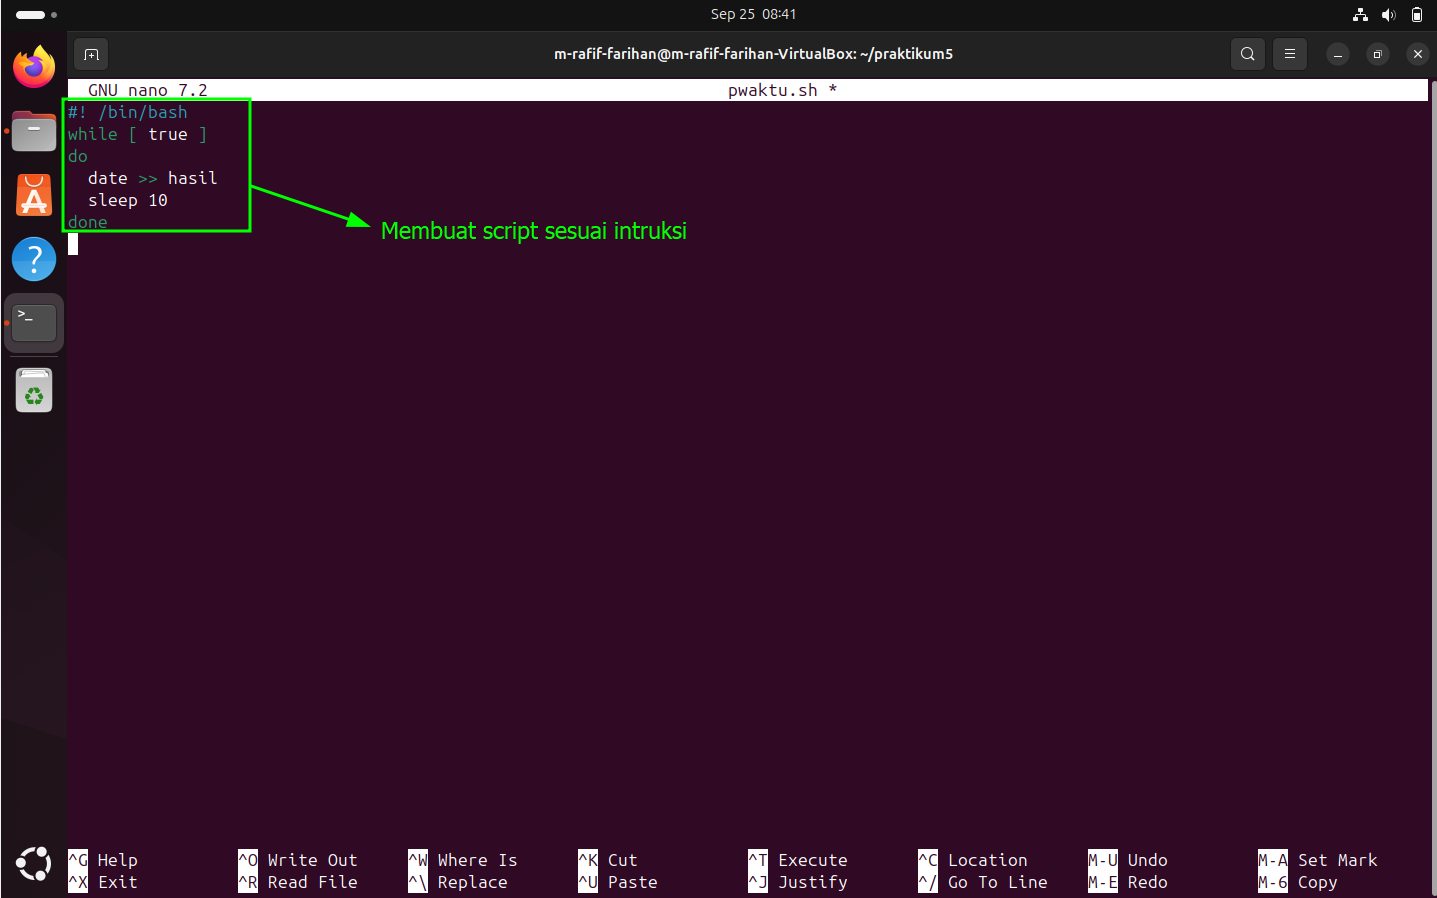 Sep 25 08:41
m-rafif-farihan@m-rafif-farihan-VirtualBox: ~/praktikum5
GNU nano 7.2 pwaktu.sh *
#! /bin/bash
while [ true ]
do
date >> hasil
sleep 10
done
Membuat script sesuai intruksi
^G Help ^O Write Out ^W Where Is ^K Cut ^T Execute ^C Location M-U Undo M-A Set Mark
^X Exit ^R Read File ^\ Replace ^U Paste ^J Justify ^/ Go To Line M-E Redo M-6 Copy